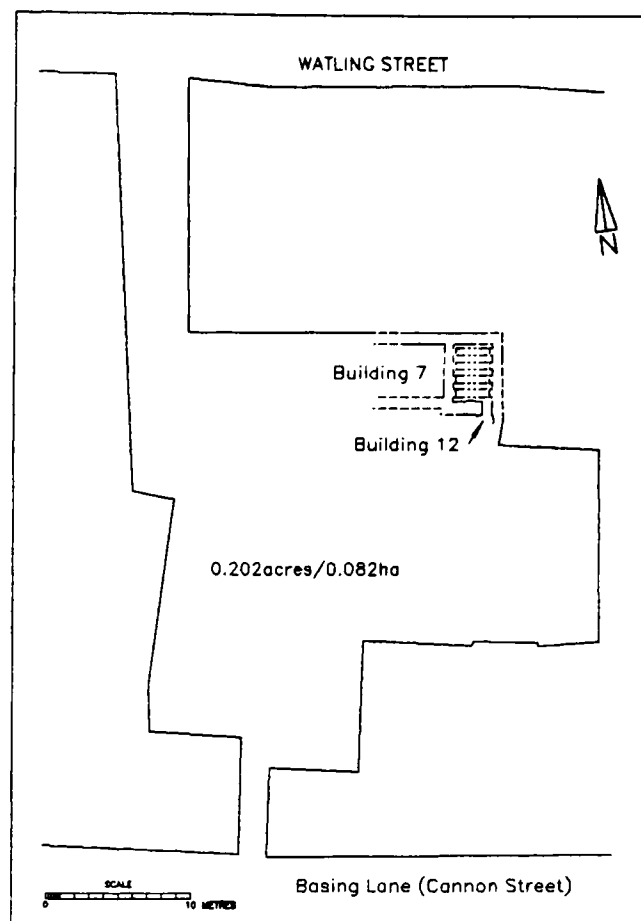 WATLING STREET
N
Building 7
Building 12
0.202acres/0.082ha
SCALE
0 10 METRES
Basing Lane (Cannon Street)